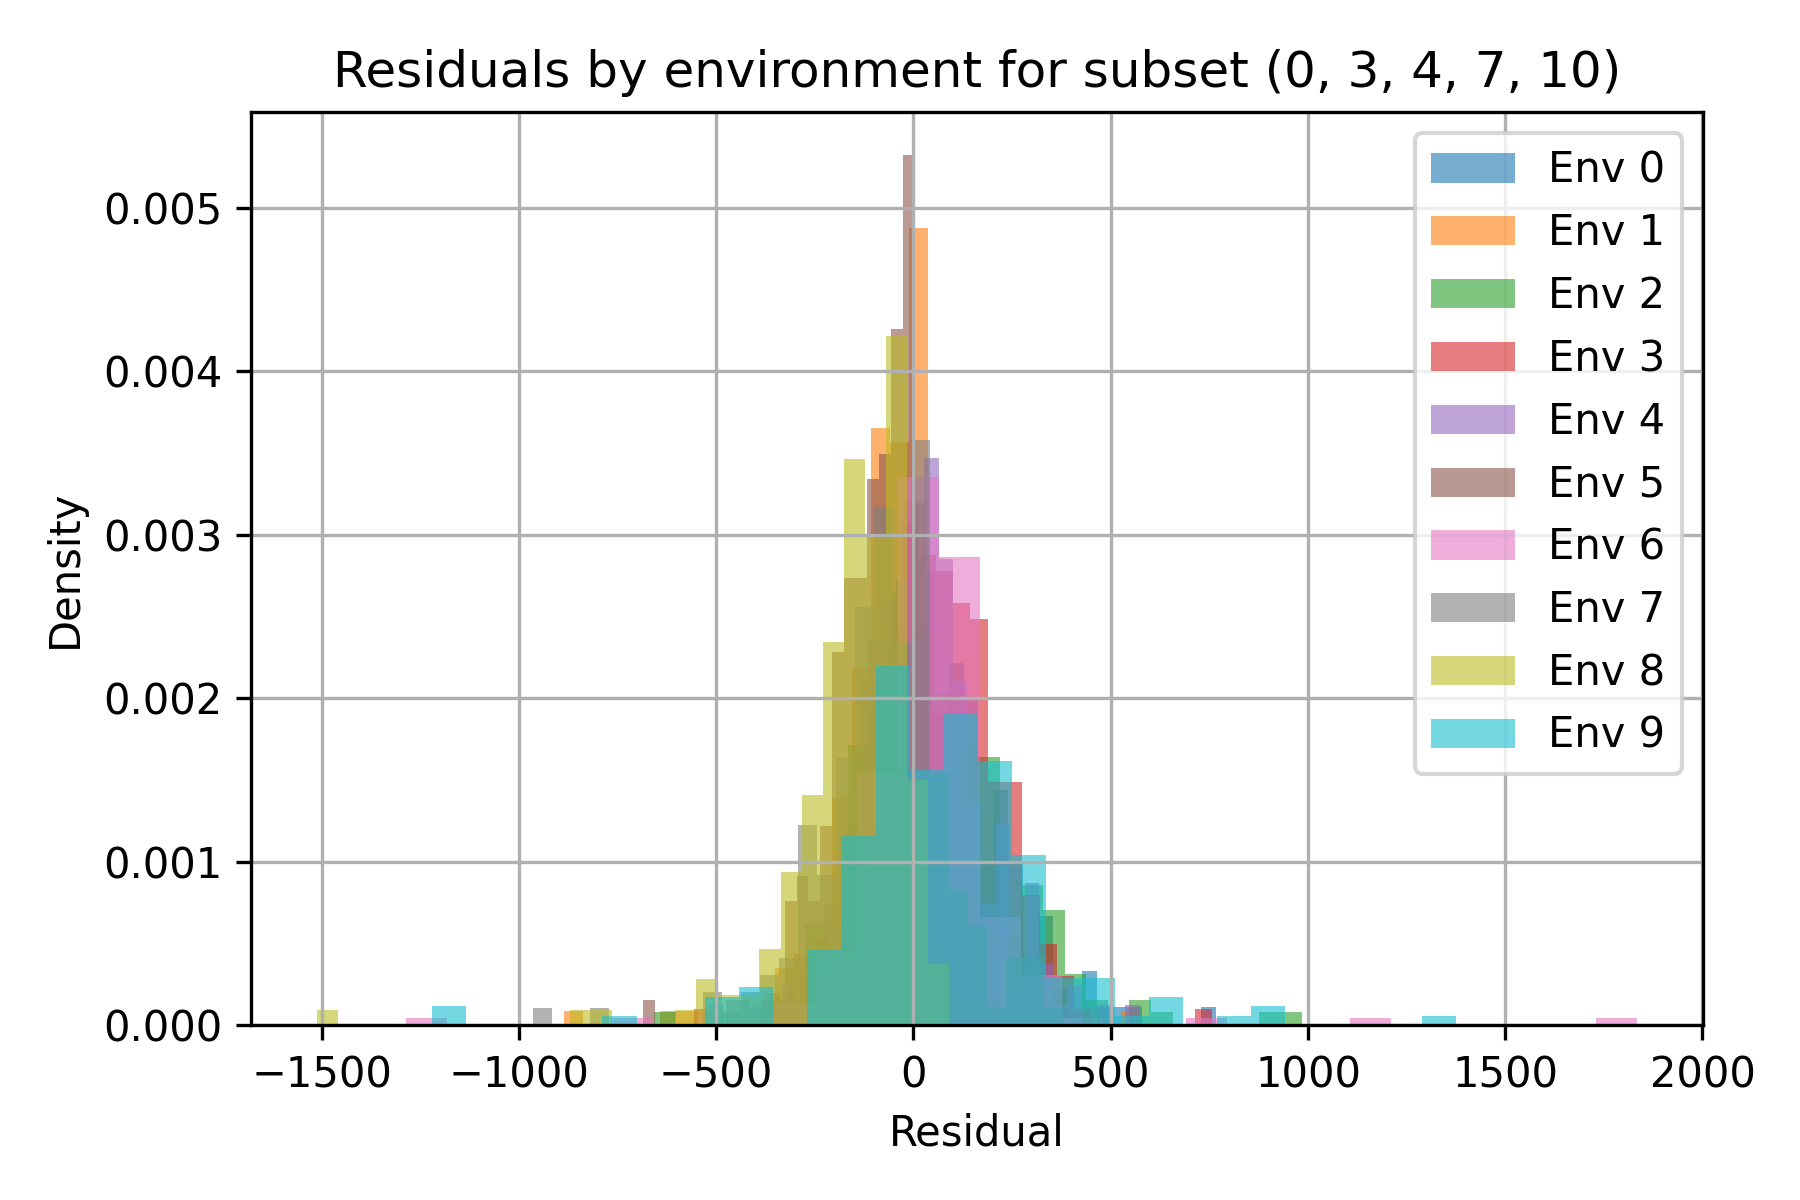 Residuals by environment for subset (0, 3, 4, 7, 10)
Density
0.005
0.004
0.003
0.002
0.001
0.000
Env 0
Env 1
Env 2
Env 3
Env 4
Env 5
Env 6
Env 7
Env 8
Env 9
−1500 −1000 −500 0 500 1000 1500 2000
Residual